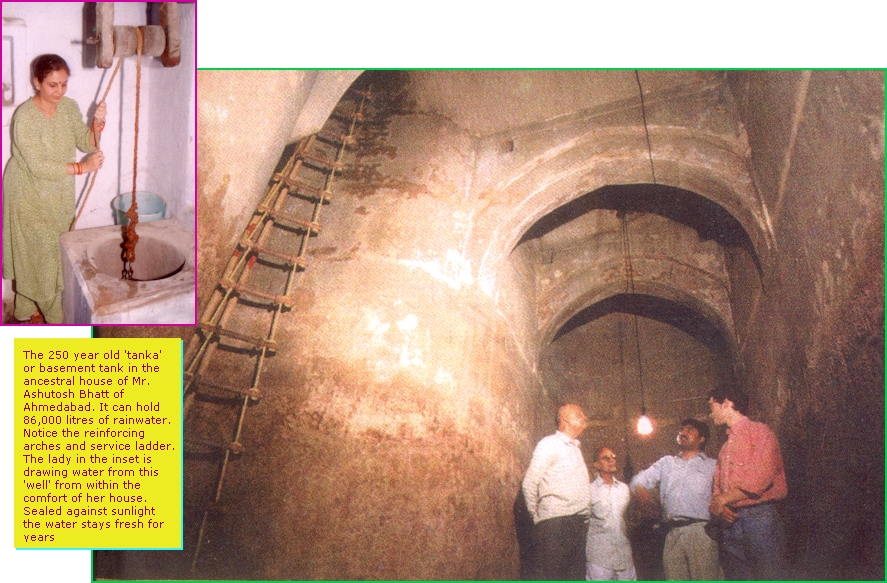 The 250 year old 'tanka'
or basement tank in the
ancestral house of Mr.
Ashutosh Bhatt of
Ahmedabad. It can hold
86,000 litres of rainwater.
Notice the reinforcing
arches and service ladder.
The lady in the inset is
drawing water from this
'well' from within the
comfort of her house.
Sealed against sunlight
the water stays fresh for
years